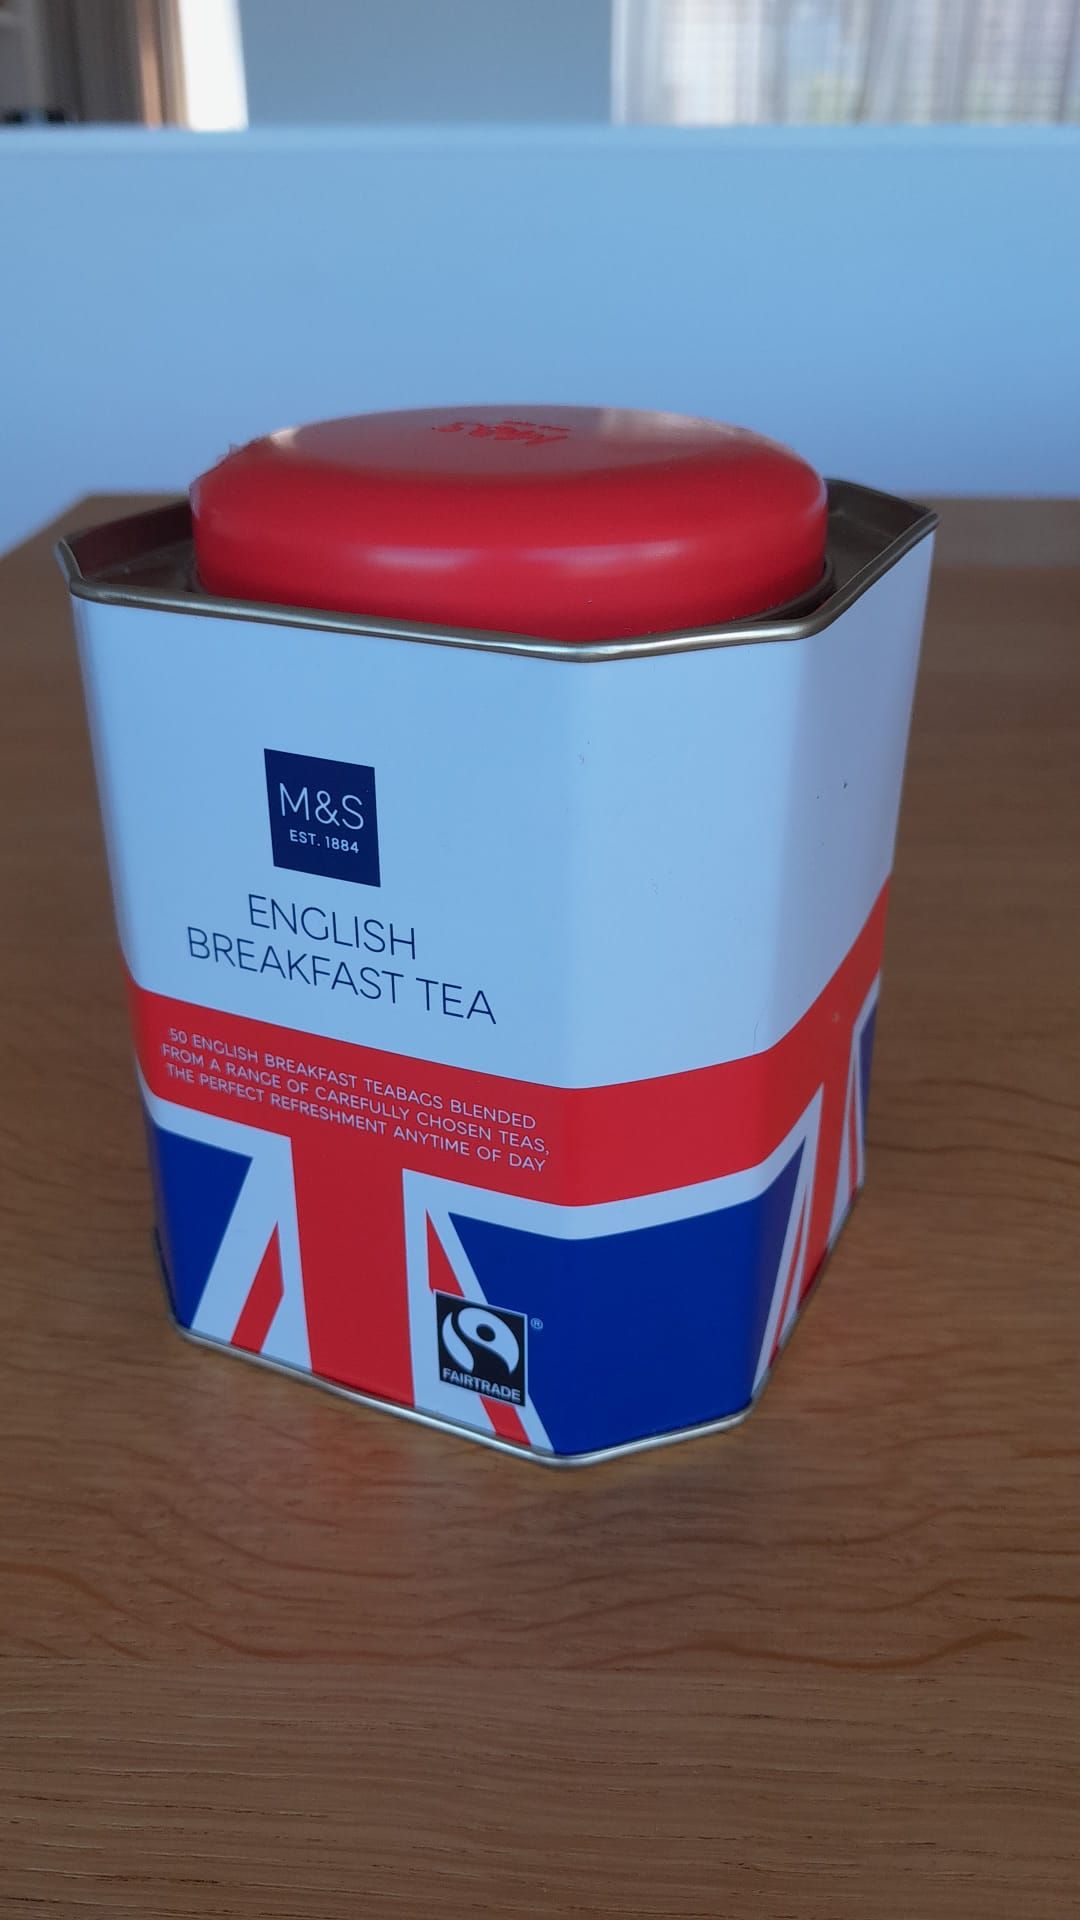 M&S
EST. 1884
ENGLISH
BREAKFAST TEA
50 ENGLISH BREAKFAST TEABAGS BLENDED
FROM A RANGE OF CAREFULLY CHOSEN TEAS,
THE PERFECT REFRESHMENT ANYTIME OF DAY
®
FAIRTRADE